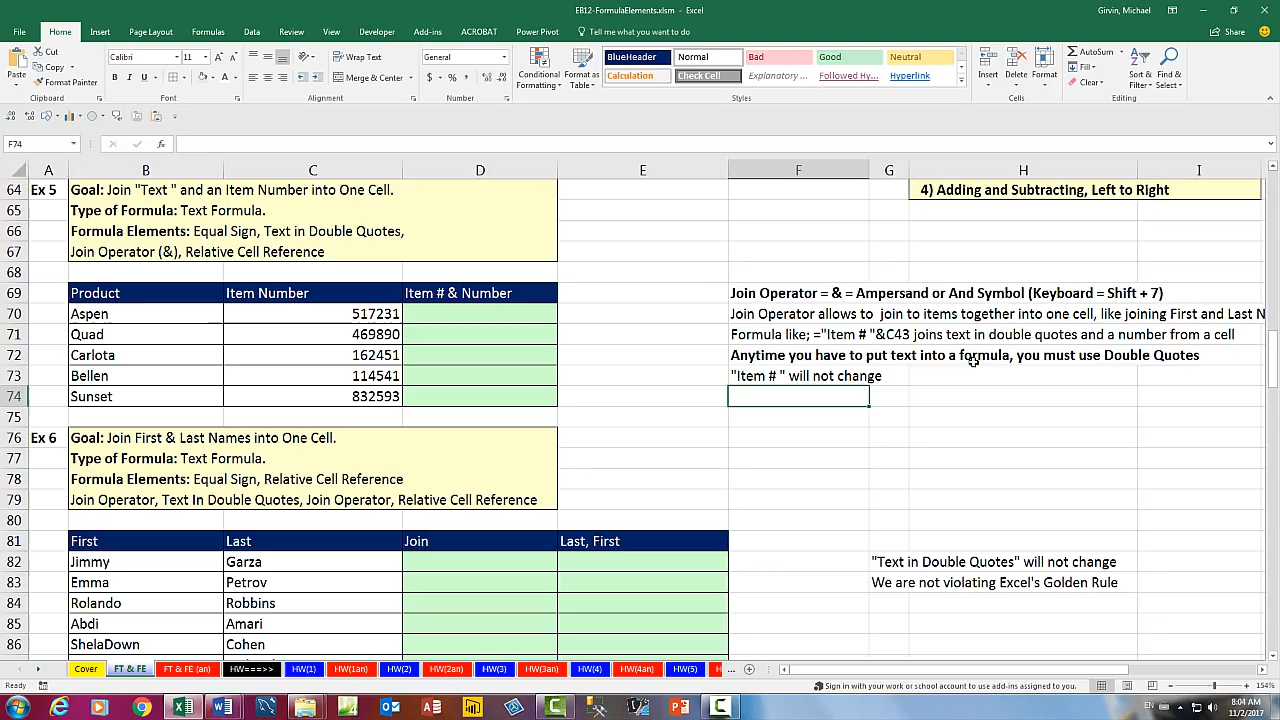 EB12-FormulaElements.xlsm - Excel
Girvin, Michael
File Home Insert Page Layout Formulas Data Review View Developer Add-ins ACROBAT Power Pivot Tell me what you want to do... Share
Cut
Copy
Format Painter
Paste
Clipboard
Calibri 11
B I U
Font
Wrap Text
Merge & Center
Alignment
General
$ % ,
Number
Conditional Formatting
Format as Table
BlueHeader Normal Bad Good Neutral
Calculation Check Cell Explanatory ... Followed Hy... Hyperlink
Styles
Insert Delete Format
Cells
AutoSum
Fill
Clear
Sort & Filter
Find & Select
Editing
F74
fx
A B C D E F G H I
64 Ex 5 Goal: Join "Text " and an Item Number into One Cell. 4) Adding and Subtracting, Left to Right
65 Type of Formula: Text Formula.
66 Formula Elements: Equal Sign, Text in Double Quotes,
67 Join Operator (&), Relative Cell Reference
68
69 Product Item Number Item # & Number Join Operator = & = Ampersand or And Symbol (Keyboard = Shift + 7)
70 Aspen 517231 Join Operator allows to join to items together into one cell, like joining First and Last N
71 Quad 469890 Formula like; ="Item # "&C43 joins text in double quotes and a number from a cell
72 Carlota 162451 Anytime you have to put text into a formula, you must use Double Quotes
73 Bellen 114541 "Item # " will not change
74 Sunset 832593
75
76 Ex 6 Goal: Join First & Last Names into One Cell.
77 Type of Formula: Text Formula.
78 Formula Elements: Equal Sign, Relative Cell Reference
79 Join Operator, Text In Double Quotes, Join Operator, Relative Cell Reference
80
81 First Last Join Last, First
82 Jimmy Garza "Text in Double Quotes" will not change
83 Emma Petrov We are not violating Excel's Golden Rule
84 Rolando Robbins
85 Abdi Amari
86 ShelaDown Cohen
Cover FT & FE FT & FE (an) HW===>> HW(1) HW(1an) HW(2) HW(2an) HW(3) HW(3an) HW(4) HW(4an) HW(5) H ...
Ready
Sign in with your work or school account to use add-ins assigned to you.
154%
8:04 AM
11/2/2017